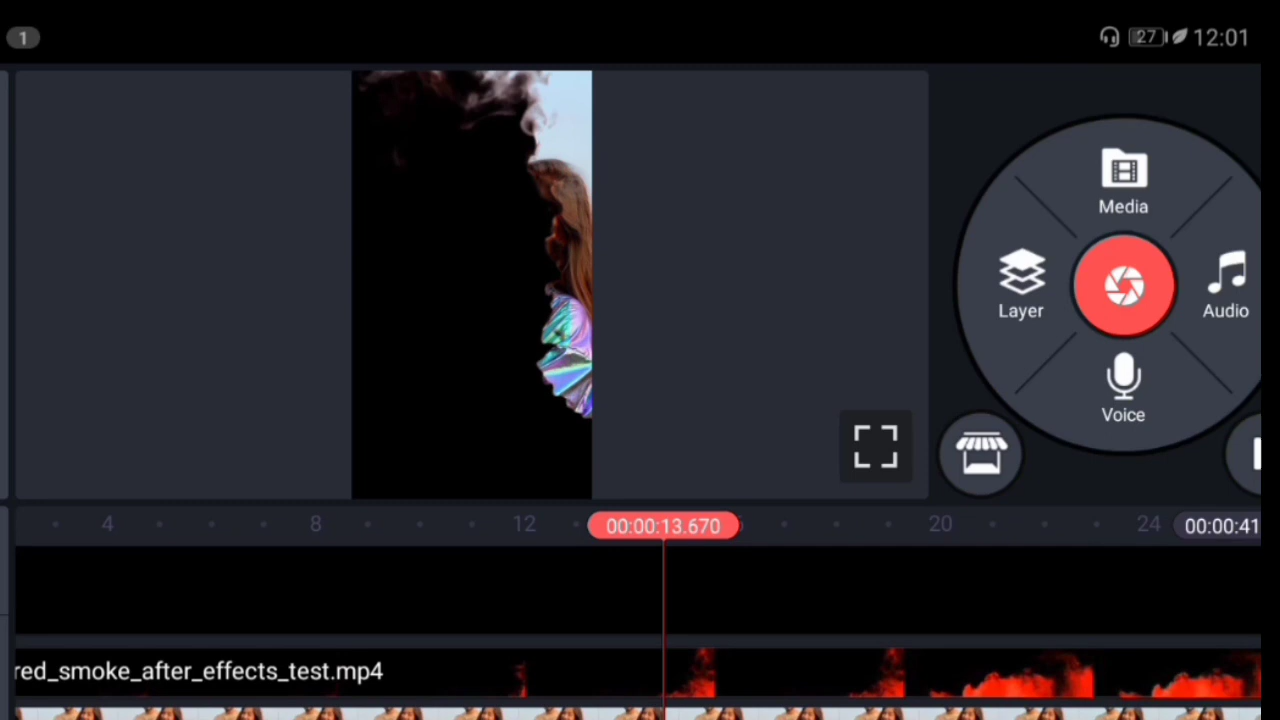 1
27 12:01
Media
Layer
Audio
Voice
4 8 12 00:00:13.670 20 24 00:00:41
red_smoke_after_effects_test.mp4